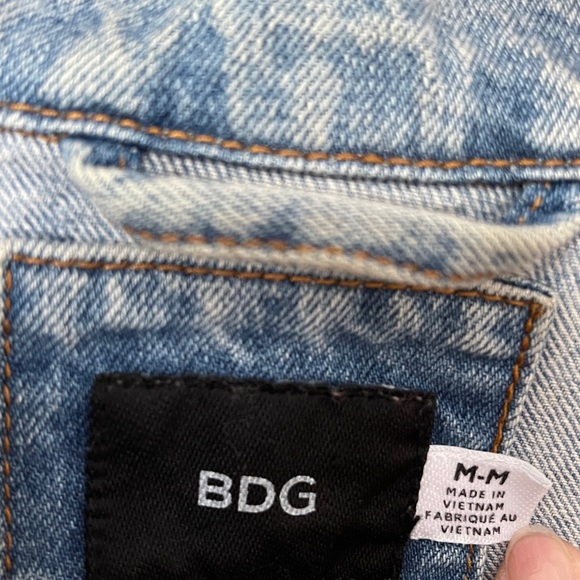 BDG
M-M
MADE IN
VIETNAM
FABRIQUÉ AU
VIETNAM